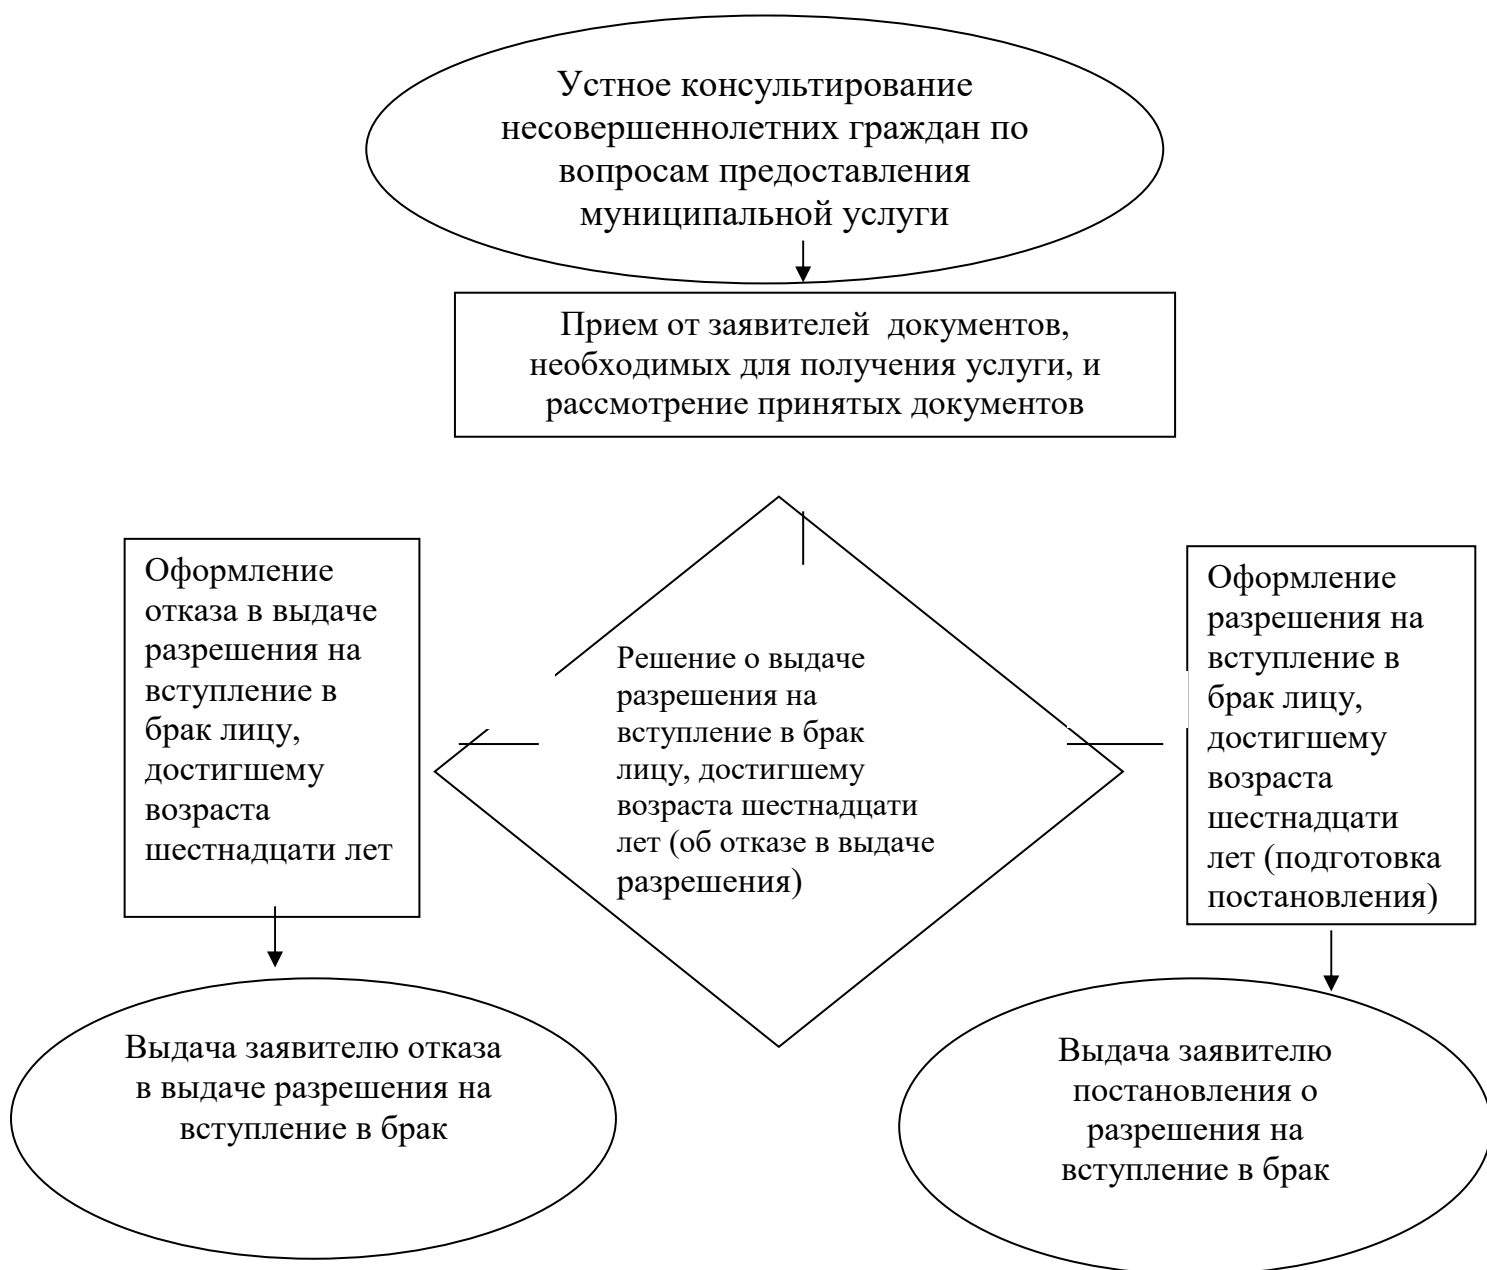 Устное консультирование
несовершеннолетних граждан по
вопросам предоставления
муниципальной услуги
Прием от заявителей документов,
необходимых для получения услуги, и
рассмотрение принятых документов
Оформление
отказа в выдаче
разрешения на
вступление в
брак лицу,
достигшему
возраста
шестнадцати лет
Решение о выдаче
разрешения на
вступление в брак
лицу, достигшему
возраста шестнадцати
лет (об отказе в выдаче
разрешения)
Оформление
разрешения на
вступление в
брак лицу,
достигшему
возраста
шестнадцати
лет (подготовка
постановления)
Выдача заявителю отказа
в выдаче разрешения на
вступление в брак
Выдача заявителю
постановления о
разрешения на
вступление в брак